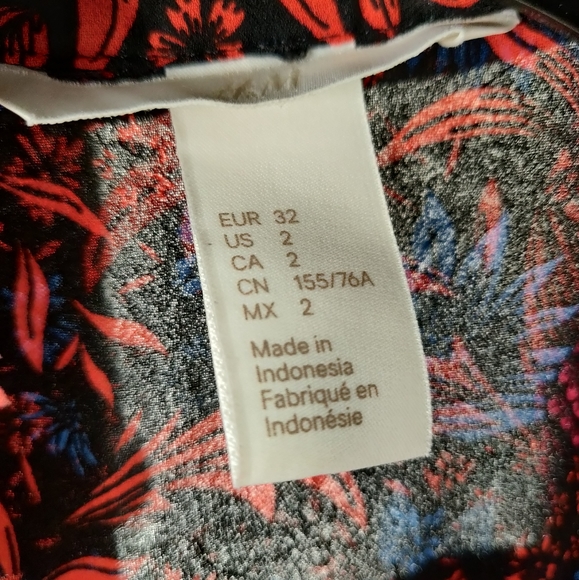 EUR 32
US 2
CA 2
CN 155/76A
MX 2
Made in
Indonesia
Fabriqué en
Indonésie